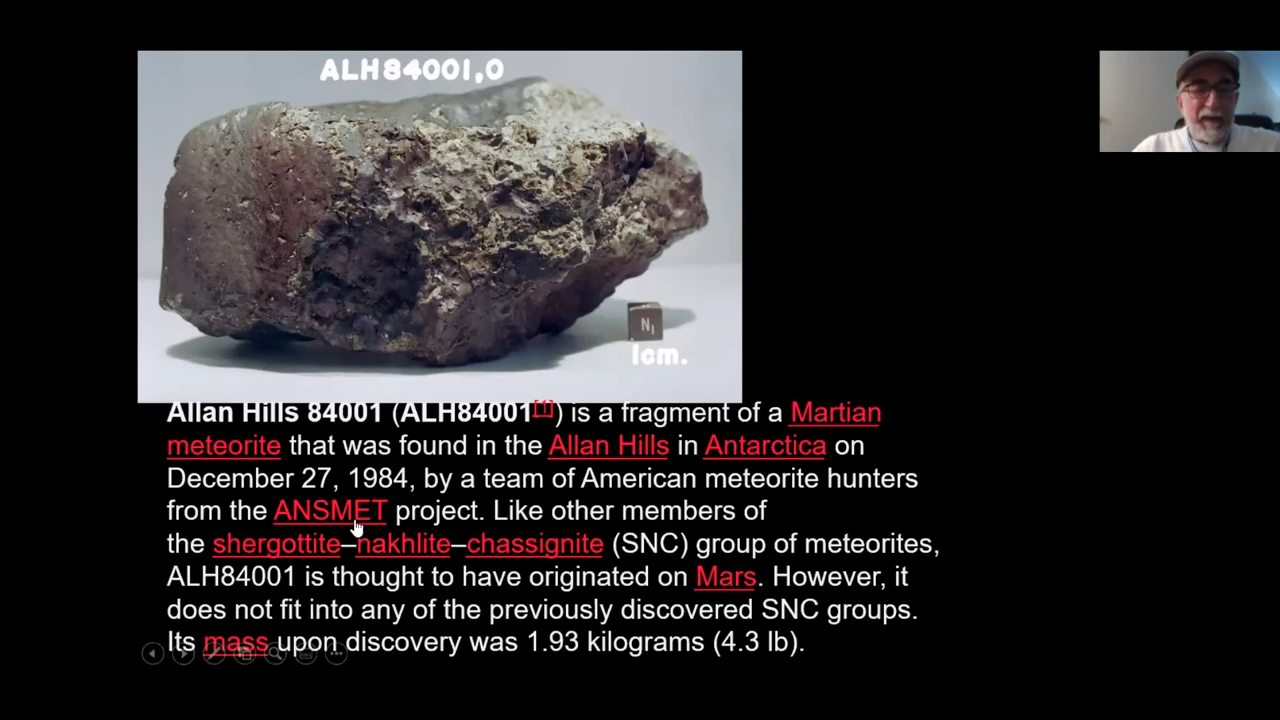 ALH84001,0
N1
1cm.
Allan Hills 84001 (ALH84001[1]) is a fragment of a Martian
meteorite that was found in the Allan Hills in Antarctica on
December 27, 1984, by a team of American meteorite hunters
from the ANSMET project. Like other members of
the shergottite–nakhlite–chassignite (SNC) group of meteorites,
ALH84001 is thought to have originated on Mars. However, it
does not fit into any of the previously discovered SNC groups.
Its mass upon discovery was 1.93 kilograms (4.3 lb).